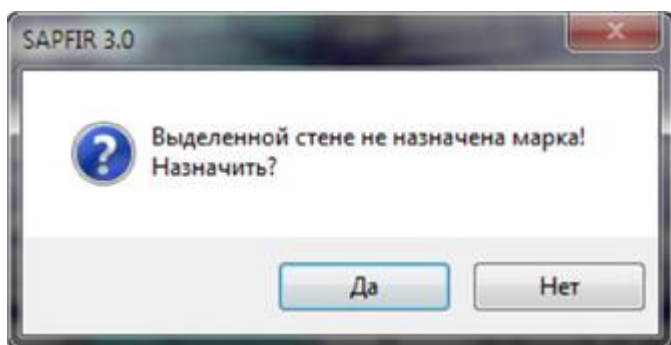 SAPFIR 3.0
Выделенной стене не назначена марка!
Назначить?
Да
Нет